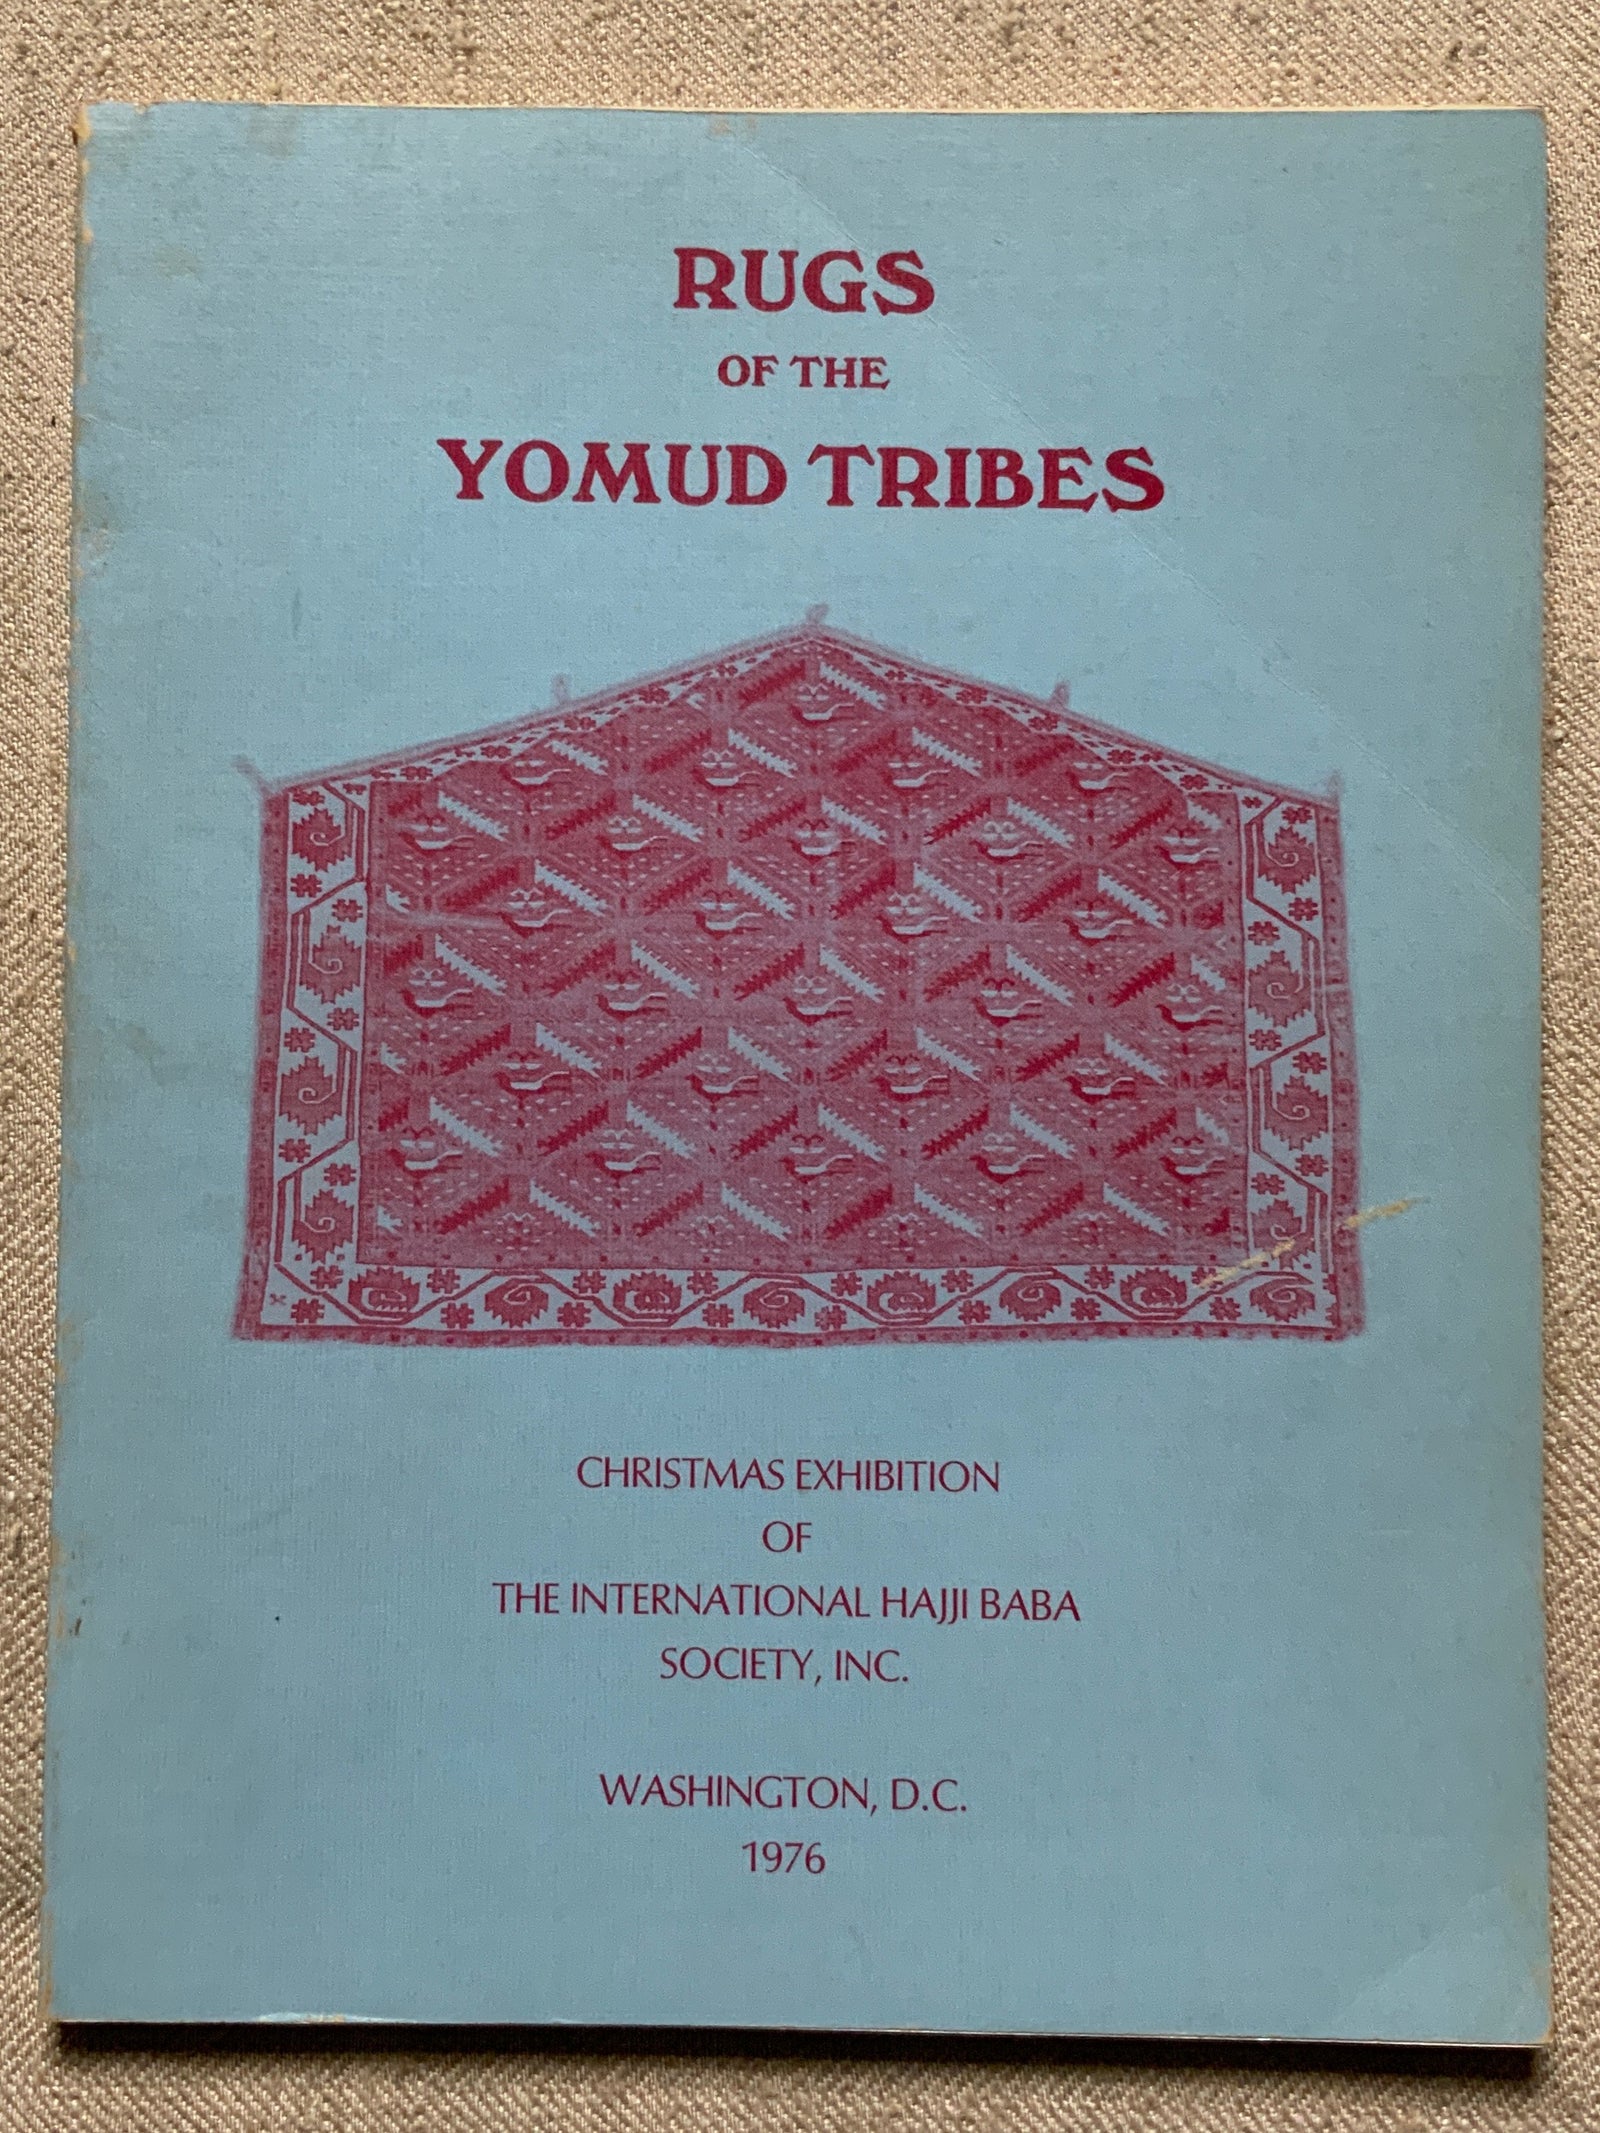 RUGS
OF THE
YOMUD TRIBES
CHRISTMAS EXHIBITION
OF
THE INTERNATIONAL HAJJI BABA
SOCIETY, INC.
WASHINGTON, D.C.
1976